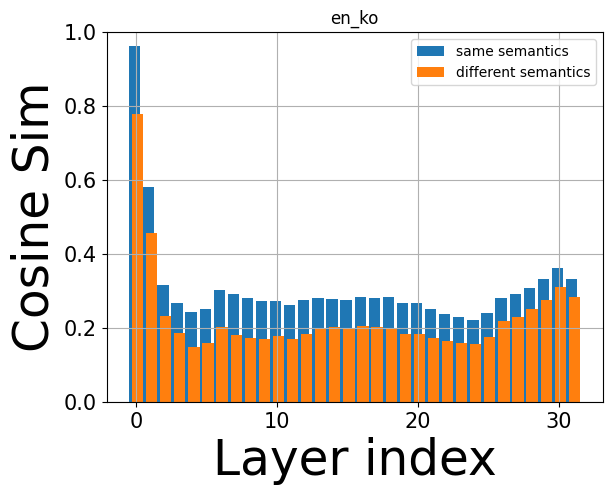 en_ko
same semantics
different semantics
Cosine Sim
1.0
0.8
0.6
0.4
0.2
0.0
0 10 20 30
Layer index